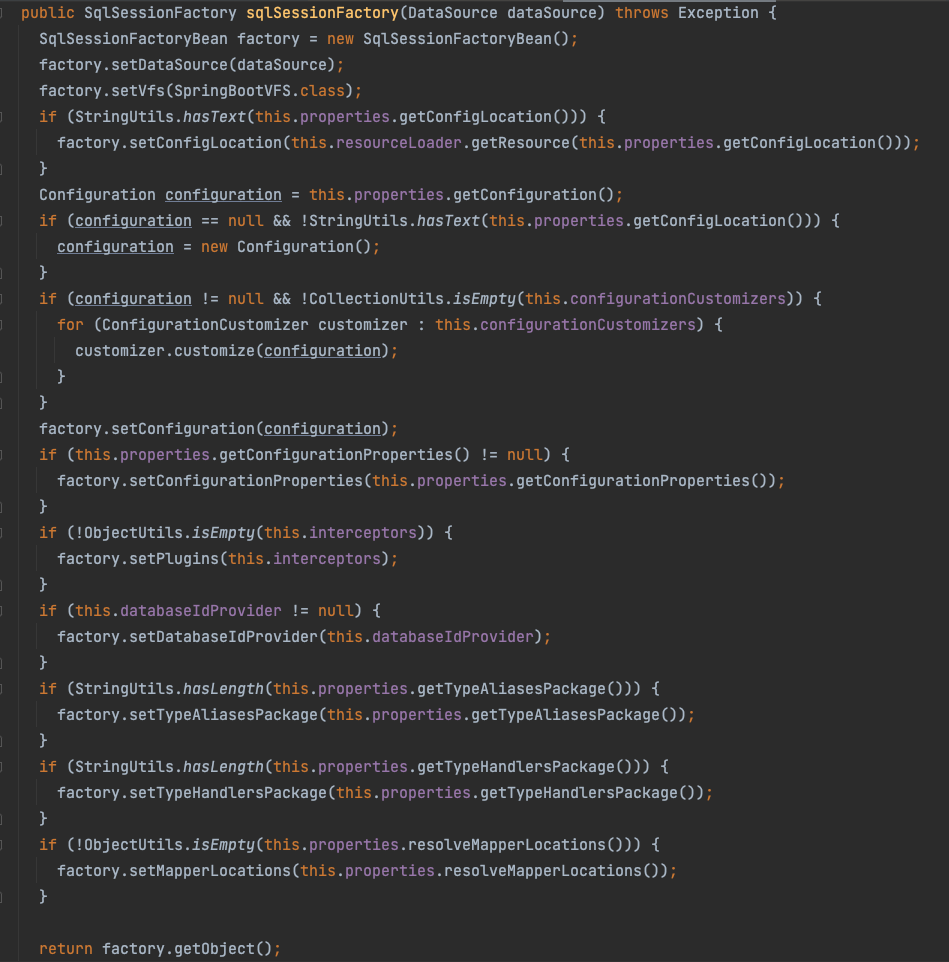 public SqlSessionFactory sqlSessionFactory(DataSource dataSource) throws Exception {
  SqlSessionFactoryBean factory = new SqlSessionFactoryBean();
  factory.setDataSource(dataSource);
  factory.setVfs(SpringBootVFS.class);
  if (StringUtils.hasText(this.properties.getConfigLocation())) {
    factory.setConfigLocation(this.resourceLoader.getResource(this.properties.getConfigLocation()));
  }
  Configuration configuration = this.properties.getConfiguration();
  if (configuration == null && !StringUtils.hasText(this.properties.getConfigLocation())) {
    configuration = new Configuration();
  }
  if (configuration != null && !CollectionUtils.isEmpty(this.configurationCustomizers)) {
    for (ConfigurationCustomizer customizer : this.configurationCustomizers) {
      customizer.customize(configuration);
    }
  }
  factory.setConfiguration(configuration);
  if (this.properties.getConfigurationProperties() != null) {
    factory.setConfigurationProperties(this.properties.getConfigurationProperties());
  }
  if (!ObjectUtils.isEmpty(this.interceptors)) {
    factory.setPlugins(this.interceptors);
  }
  if (this.databaseIdProvider != null) {
    factory.setDatabaseIdProvider(this.databaseIdProvider);
  }
  if (StringUtils.hasLength(this.properties.getTypeAliasesPackage())) {
    factory.setTypeAliasesPackage(this.properties.getTypeAliasesPackage());
  }
  if (StringUtils.hasLength(this.properties.getTypeHandlersPackage())) {
    factory.setTypeHandlersPackage(this.properties.getTypeHandlersPackage());
  }
  if (!ObjectUtils.isEmpty(this.properties.resolveMapperLocations())) {
    factory.setMapperLocations(this.properties.resolveMapperLocations());
  }

  return factory.getObject();